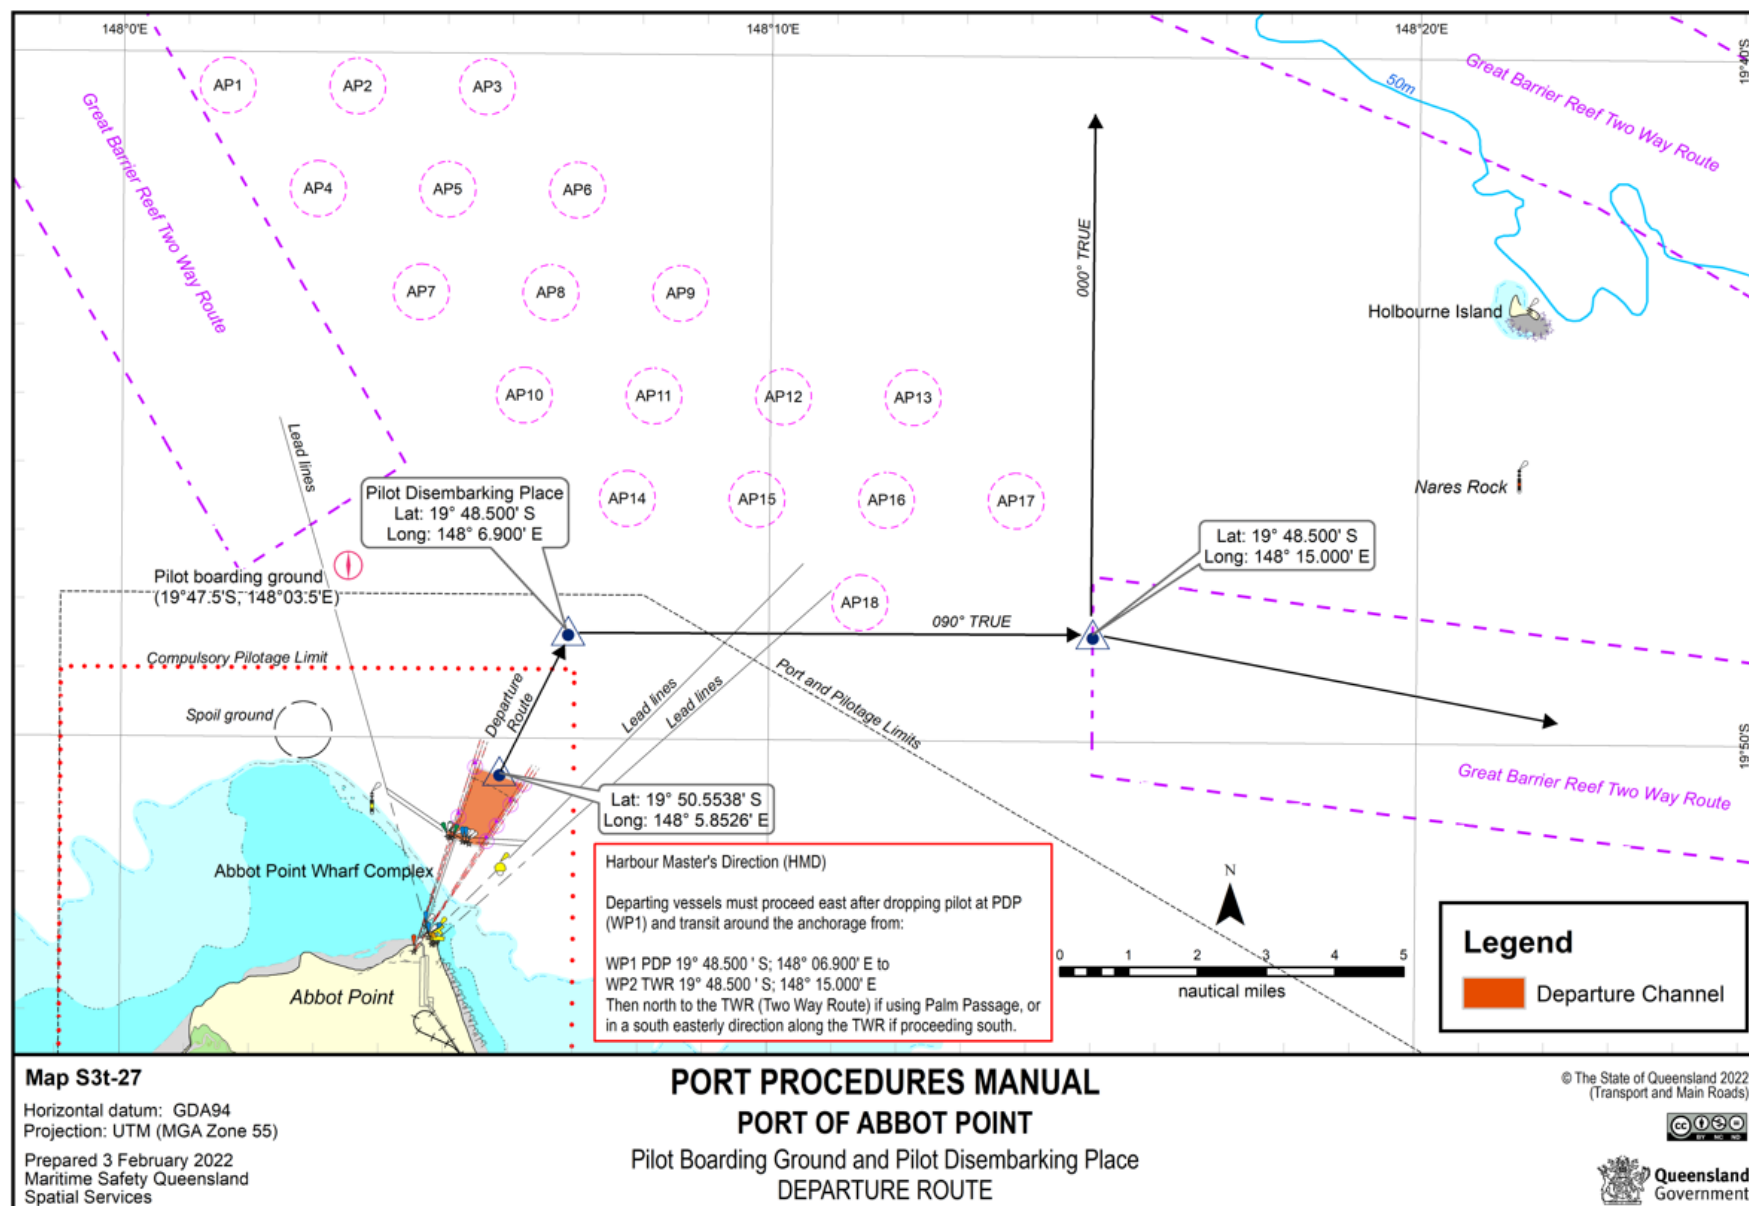 148°0'E
148°10'E
148°20'E
19°40'S
AP1
AP2
AP3
Great Barrier Reef Two Way Route
50m
Great Barrier Reef Two Way Route
AP4
AP5
AP6
000° TRUE
AP7
AP8
AP9
Holbourne Island
AP10
AP11
AP12
AP13
Lead lines
Pilot Disembarking Place
Lat: 19° 48.500' S
Long: 148° 6.900' E
AP14
AP15
AP16
AP17
Nares Rock
Lat: 19° 48.500' S
Long: 148° 15.000' E
Pilot boarding ground
(19°47.5'S, 148°03.5'E)
AP18
090° TRUE
Compulsory Pilotage Limit
Departure
Route
Lead lines
Lead lines
Port and Pilotage Limits
Spoil ground
19°50'S
Great Barrier Reef Two Way Route
Lat: 19° 50.5538' S
Long: 148° 5.8526' E
Abbot Point Wharf Complex
Harbour Master's Direction (HMD)
Departing vessels must proceed east after dropping pilot at PDP
(WP1) and transit around the anchorage from:
WP1 PDP 19° 48.500 ' S; 148° 06.900' E to
WP2 TWR 19° 48.500 ' S; 148° 15.000' E
Then north to the TWR (Two Way Route) if using Palm Passage, or
in a south easterly direction along the TWR if proceeding south.
N
0 1 2 3 4 5
nautical miles
Abbot Point
Legend
Departure Channel
Map S3t-27
Horizontal datum: GDA94
Projection: UTM (MGA Zone 55)
Prepared 3 February 2022
Maritime Safety Queensland
Spatial Services
PORT PROCEDURES MANUAL
PORT OF ABBOT POINT
Pilot Boarding Ground and Pilot Disembarking Place
DEPARTURE ROUTE
© The State of Queensland 2022
(Transport and Main Roads)
cc
BY NC ND
Queensland
Government